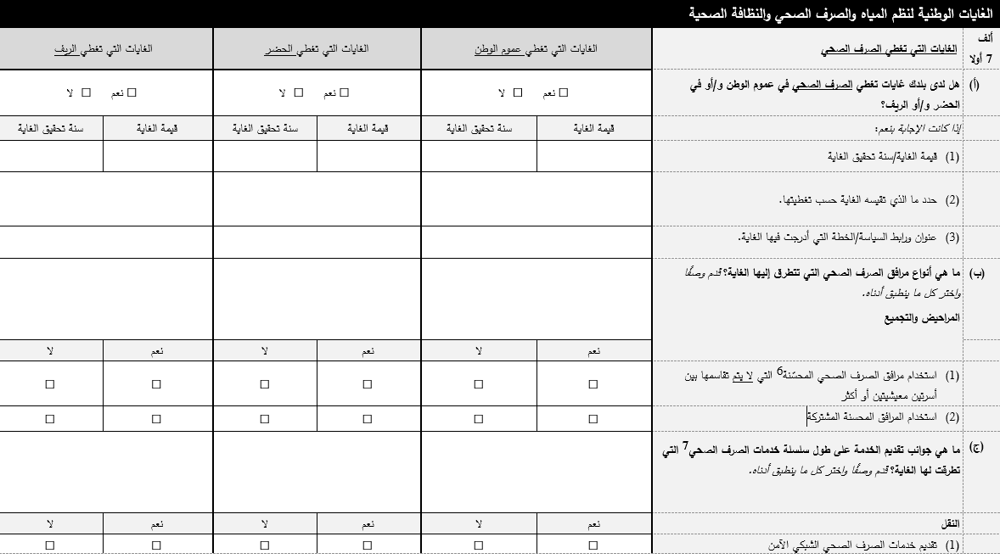 الغايات الوطنية لنظم المياه والصرف الصحي والنظافة الصحية
ألف 7 أولا
الغايات التي تغطي الصرف الصحي
الغايات التي تغطي عموم الوطن
الغايات التي تغطي الحضر
الغايات التي تغطي الريف
(أ) هل لدى بلدك غايات تغطي الصرف الصحي في عموم الوطن و/أو في
الحضر و/أو الريف؟
☐ نعم ☐ لا
☐ نعم ☐ لا
☐ نعم ☐ لا
إذا كانت الإجابة بنعم:
قيمة الغاية سنة تحقيق الغاية قيمة الغاية سنة تحقيق الغاية قيمة الغاية سنة تحقيق الغاية
(1) قيمة الغاية/سنة تحقيق الغاية
(2) حدد ما الذي تقيسه الغاية حسب تغطيتها.
(3) عنوان ورابط السياسة/الخطة التي أدرجت فيها الغاية.
(ب) ما هي أنواع مرافق الصرف الصحي التي تتطرق إليها الغاية؟ قدم وصفًا
واختر كل ما ينطبق أدناه.
المراحيض والتجميع
نعم لا نعم لا نعم لا
(1) استخدام مرافق الصرف الصحي المحسّنة6 التي لا يتم تقاسمها بين
أسرتين معيشيتين أو أكثر
☐ ☐ ☐ ☐ ☐ ☐
(2) استخدام المرافق المحسنة المشتركة
☐ ☐ ☐ ☐ ☐ ☐
(ج) ما هي جوانب تقديم الخدمة على طول سلسلة خدمات الصرف الصحي7 التي
تطرقت لها الغاية؟ قدم وصفًا واختر كل ما ينطبق أدناه.
النقل نعم لا نعم لا نعم لا
(1) تقديم خدمات الصرف الصحي الشبكي الآمن ☐ ☐ ☐ ☐ ☐ ☐